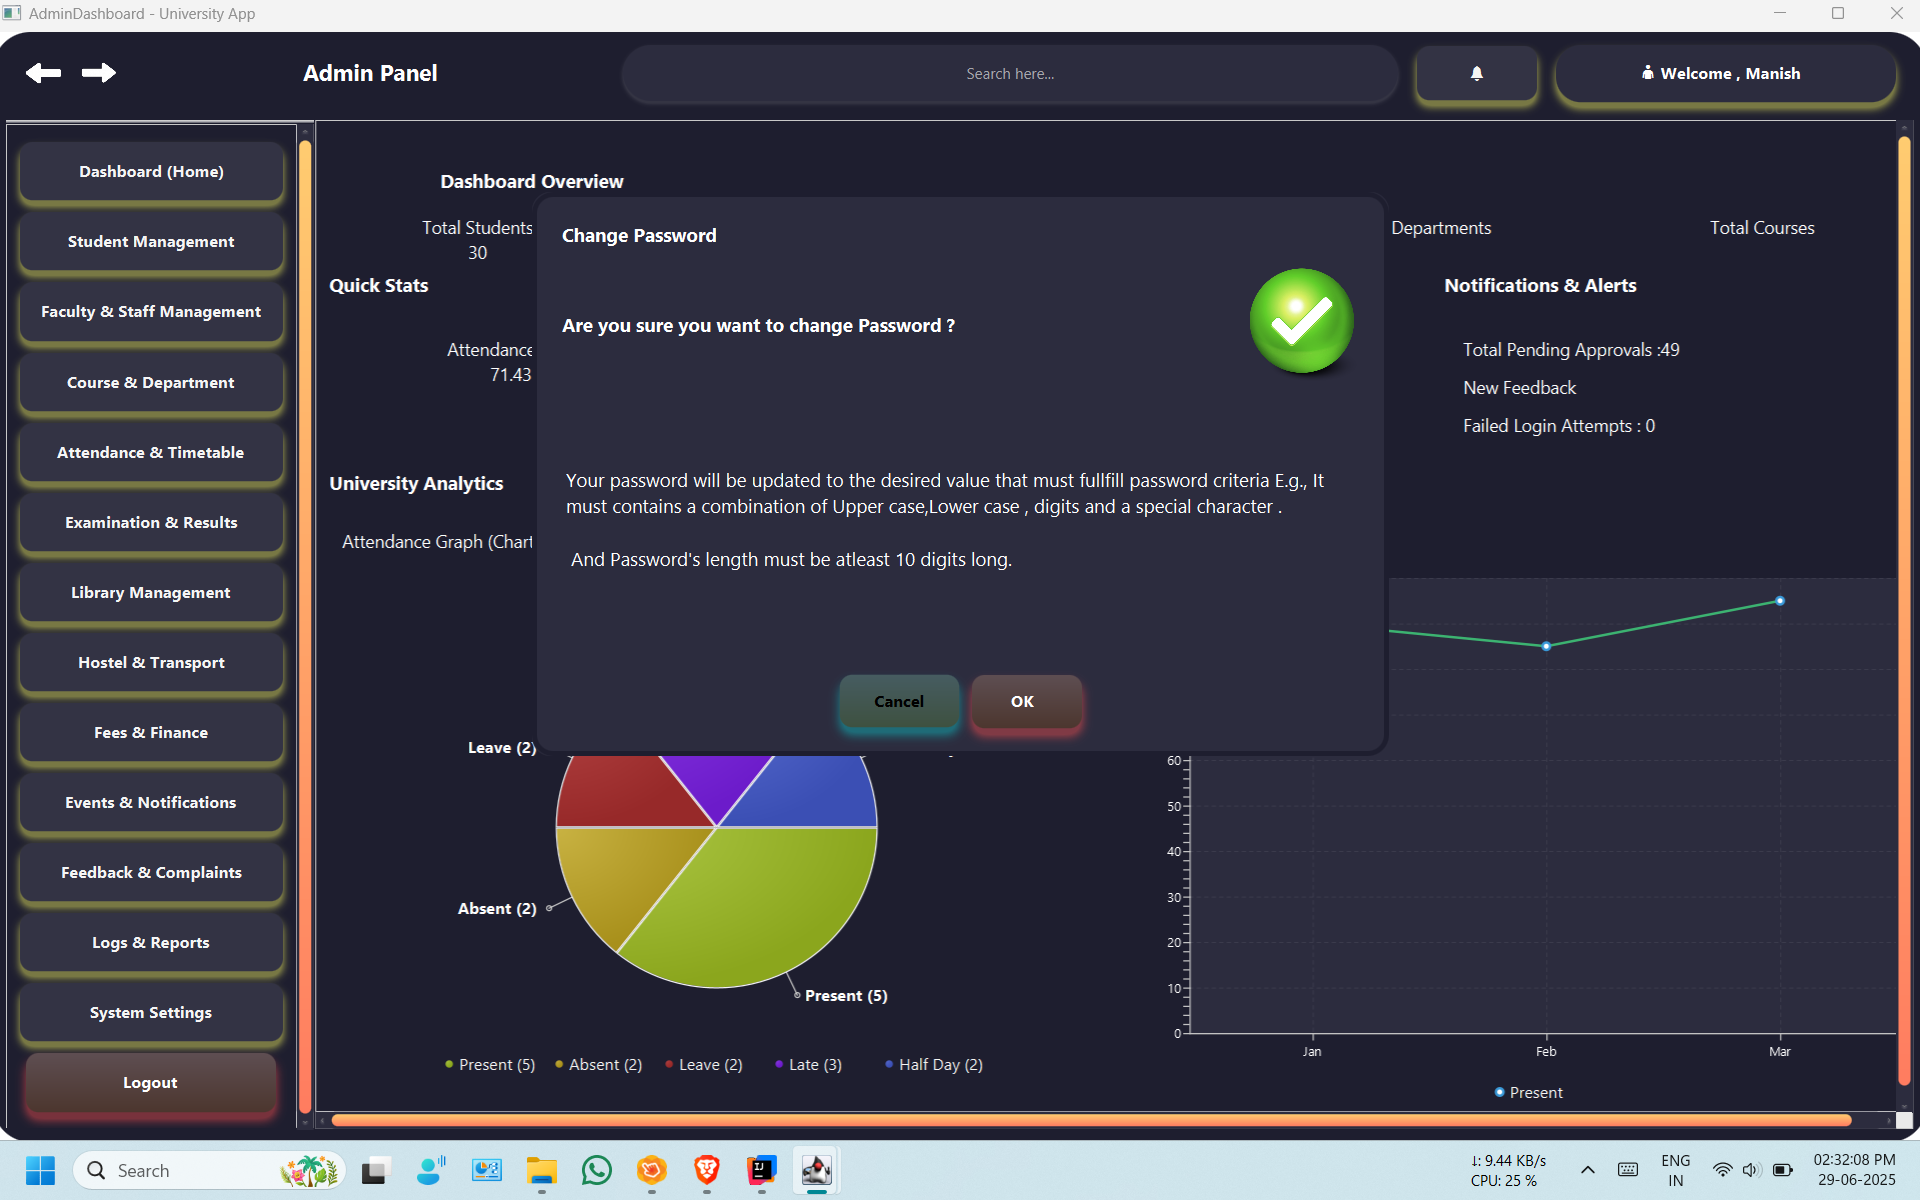 AdminDashboard - University App
Admin Panel
Search here...
Welcome , Manish
Dashboard (Home)
Student Management
Faculty & Staff Management
Course & Department
Attendance & Timetable
Examination & Results
Library Management
Hostel & Transport
Fees & Finance
Events & Notifications
Feedback & Complaints
Logs & Reports
System Settings
Logout
Dashboard Overview
Total Students
30
Departments
Total Courses
Quick Stats
Attendance
71.43
Notifications & Alerts
Total Pending Approvals :49
New Feedback
Failed Login Attempts : 0
University Analytics
Attendance Graph (Chart
Change Password
Are you sure you want to change Password ?
Your password will be updated to the desired value that must fullfill password criteria E.g., It
must contains a combination of Upper case,Lower case , digits and a special character .
And Password's length must be atleast 10 digits long.
Cancel
OK
Leave (2)
Absent (2)
Present (5)
Present (5)
Absent (2)
Leave (2)
Late (3)
Half Day (2)
60
50
40
30
20
10
0
Jan
Feb
Mar
Present
Search
↓: 9.44 KB/s
CPU: 25 %
ENG
IN
02:32:08 PM
29-06-2025